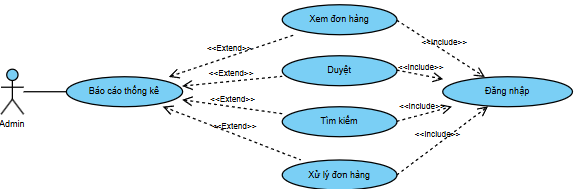 Xem đơn hàng
<<Extend>>
<<Include>>
Duyệt
<<Extend>>
<<Include>>
Báo cáo thống kê
Đăng nhập
Admin
<<Extend>>
<<Include>>
Tìm kiếm
<<Extend>>
<<Include>>
Xử lý đơn hàng